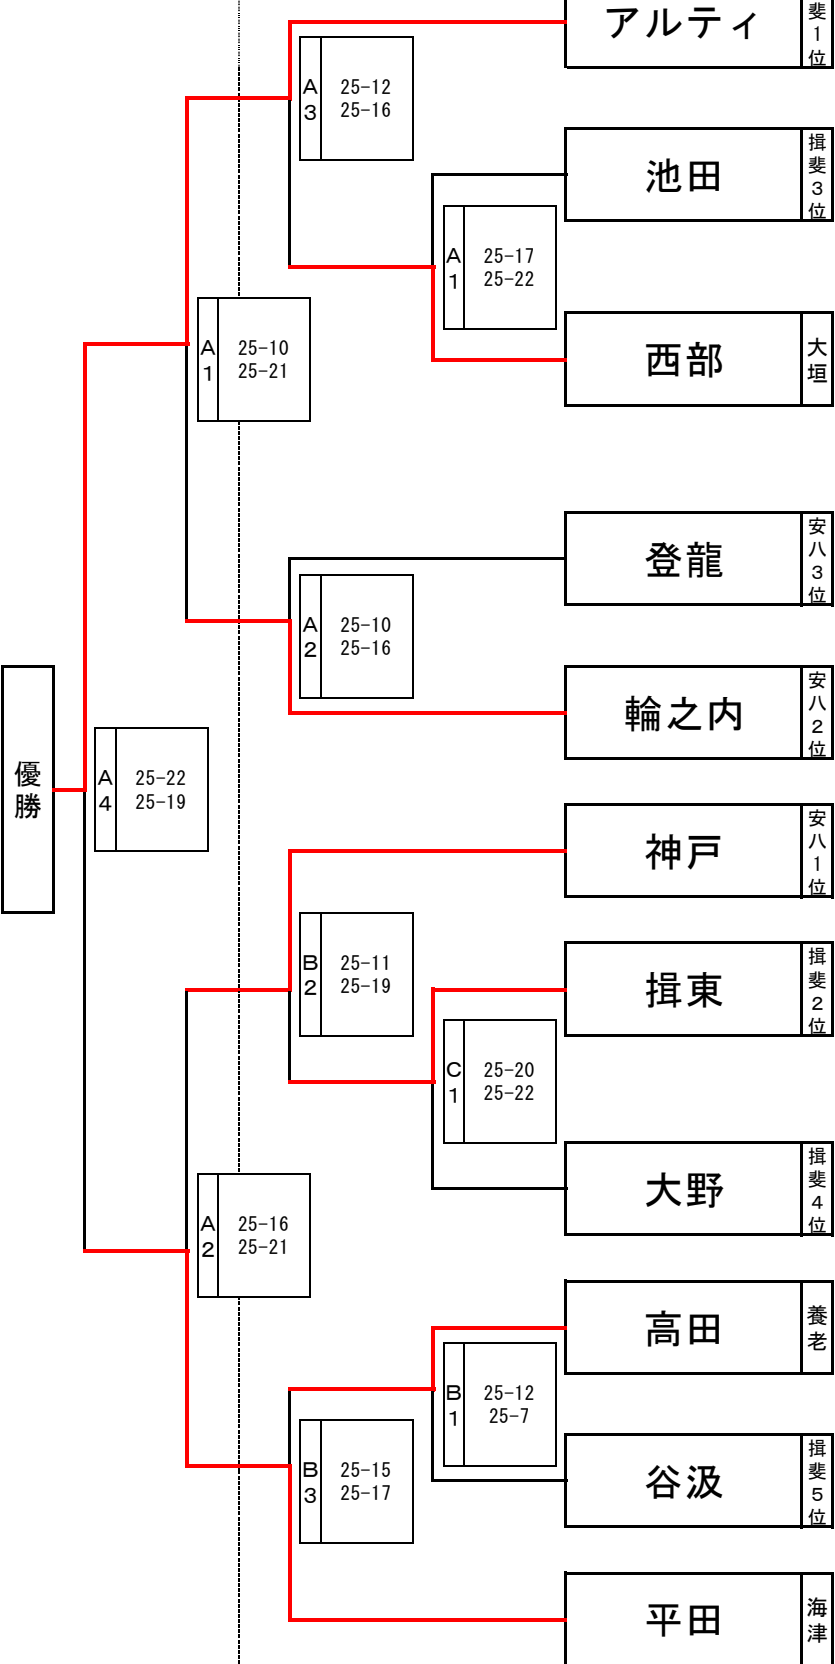 アルティ
斐1位
A3
25-12
25-16
池田
揖斐3位
A1
25-17
25-22
西部
大垣
A1
25-10
25-21
登龍
安八3位
A2
25-10
25-16
輪之内
安八2位
優勝
A4
25-22
25-19
神戸
安八1位
B2
25-11
25-19
揖東
揖斐2位
C1
25-20
25-22
大野
揖斐4位
A2
25-16
25-21
高田
養老
B1
25-12
25-7
谷汲
揖斐5位
B3
25-15
25-17
平田
海津